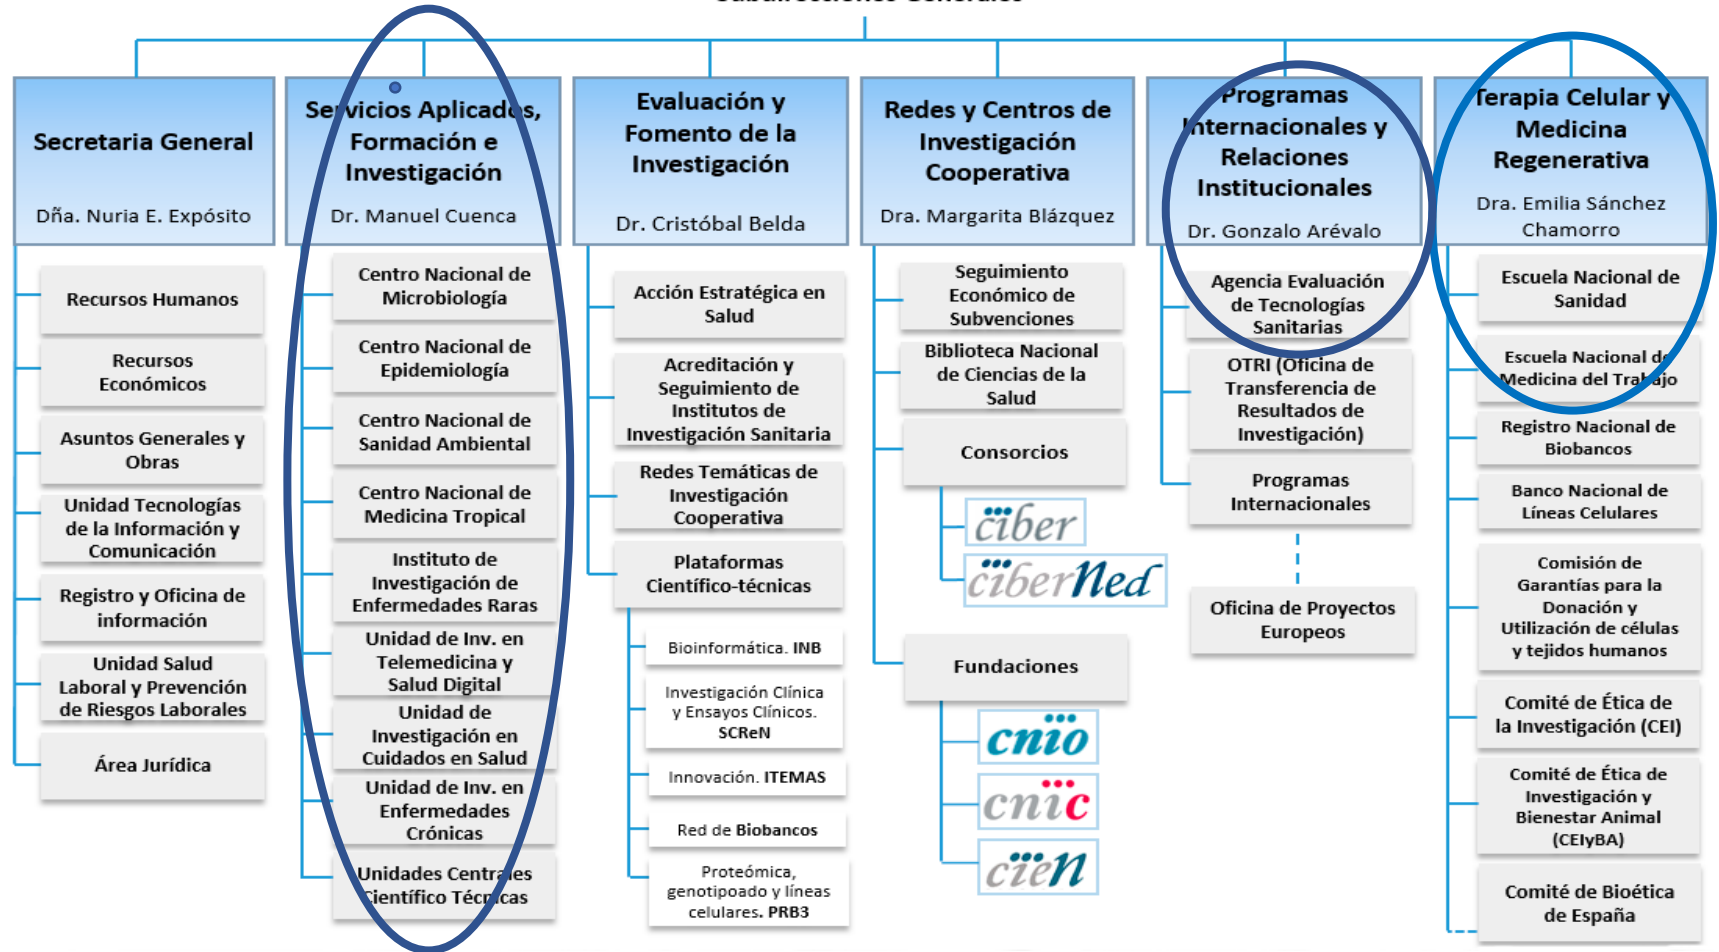 Subdirecciones Generales
Secretaria General
Dña. Nuria E. Expósito
Recursos Humanos
Recursos
Económicos
Asuntos Generales y
Obras
Unidad Tecnologías
de la Información y
Comunicación
Registro y Oficina de
información
Unidad Salud
Laboral y Prevención
de Riesgos Laborales
Área Jurídica
Servicios Aplicados,
Formación e
Investigación
Dr. Manuel Cuenca
Centro Nacional de
Microbiología
Centro Nacional de
Epidemiología
Centro Nacional de
Sanidad Ambiental
Centro Nacional de
Medicina Tropical
Instituto de
Investigación de
Enfermedades Raras
Unidad de Inv. en
Telemedicina y
Salud Digital
Unidad de
Investigación en
Cuidados en Salud
Unidad de Inv. en
Enfermedades
Crónicas
Unidades Centrales
Científico Técnicas
Evaluación y
Fomento de la
Investigación
Dr. Cristóbal Belda
Acción Estratégica en
Salud
Acreditación y
Seguimiento de
Institutos de
Investigación Sanitaria
Redes Temáticas de
Investigación
Cooperativa
Plataformas
Científico-técnicas
Bioinformática. INB
Investigación Clínica
y Ensayos Clínicos.
SCReN
Innovación. ITEMAS
Red de Biobancos
Proteómica,
genotipoado y líneas
celulares. PRB3
Redes y Centros de
Investigación
Cooperativa
Dra. Margarita Blázquez
Seguimiento
Económico de
Subvenciones
Biblioteca Nacional
de Ciencias de la
Salud
Consorcios
ciber
ciberNed
Fundaciones
cnio
cnic
cieN
Programas
Internacionales y
Relaciones
Institucionales
Dr. Gonzalo Arévalo
Agencia Evaluación
de Tecnologías
Sanitarias
OTRI (Oficina de
Transferencia de
Resultados de
Investigación)
Programas
Internacionales
Oficina de Proyectos
Europeos
Terapia Celular y
Medicina
Regenerativa
Dra. Emilia Sánchez
Chamorro
Escuela Nacional de
Sanidad
Escuela Nacional de
Medicina del Trabajo
Registro Nacional de
Biobancos
Banco Nacional de
Líneas Celulares
Comisión de
Garantías para la
Donación y
Utilización de células
y tejidos humanos
Comité de Ética de
la Investigación (CEI)
Comité de Ética de
Investigación y
Bienestar Animal
(CEIyBA)
Comité de Bioética
de España